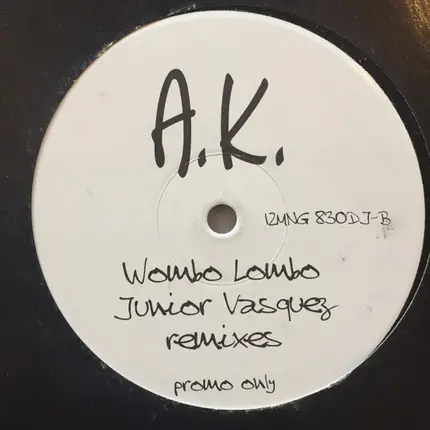 A.K.
12MNG 830DJ-B
Wombo Lombo
Junior Vasquez
remixes
promo only